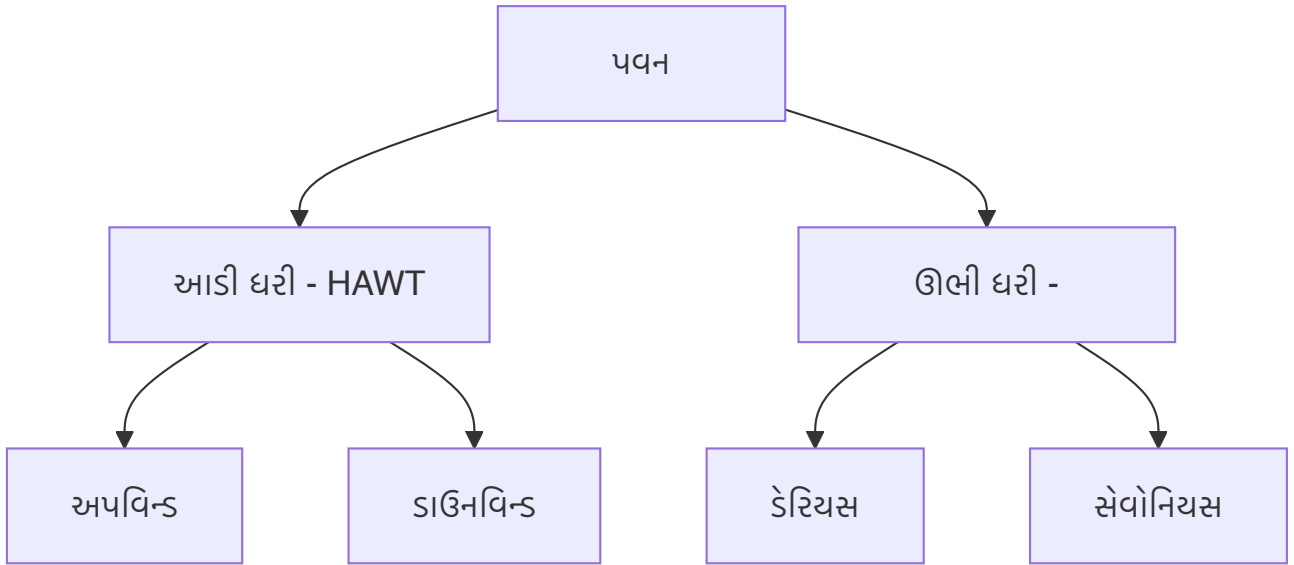 પવન
આડી ધરી - HAWT
ઊભી ધરી -
અપવિન્ડ
ડાઉનવિન્ડ
ડેરિયસ
સેવોનિયસ